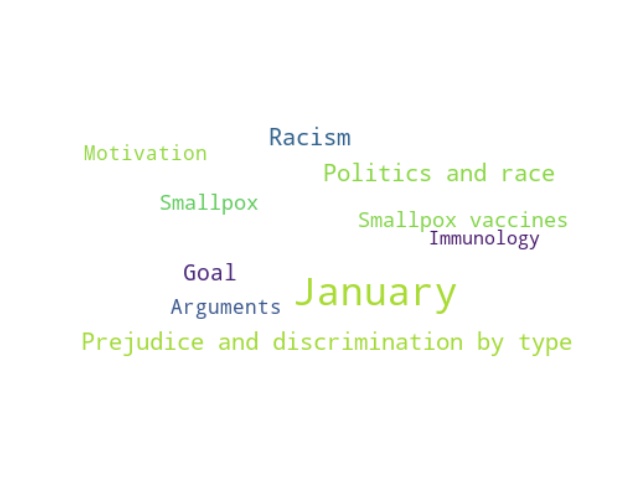 Racism
Motivation
Politics and race
Smallpox
Smallpox vaccines
Immunology
Goal
January
Arguments
Prejudice and discrimination by type